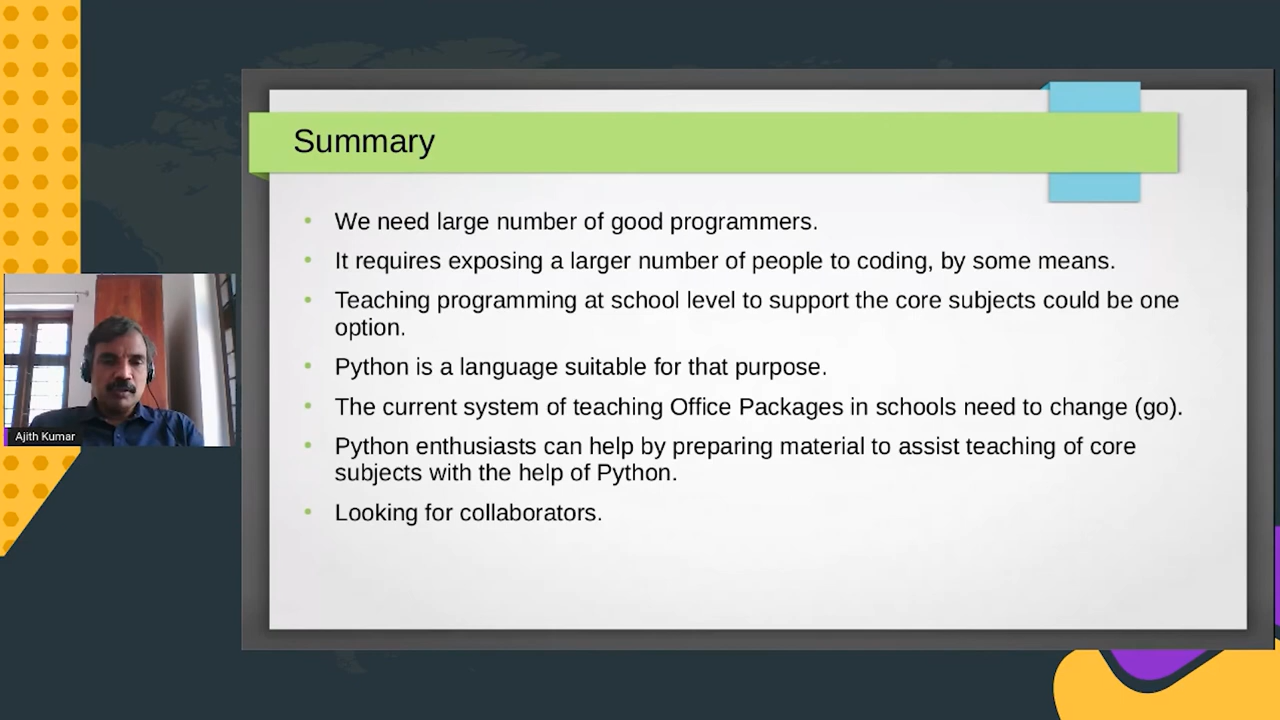 Summary
We need large number of good programmers.
It requires exposing a larger number of people to coding, by some means.
Teaching programming at school level to support the core subjects could be one
option.
Python is a language suitable for that purpose.
The current system of teaching Office Packages in schools need to change (go).
Python enthusiasts can help by preparing material to assist teaching of core
subjects with the help of Python.
Looking for collaborators.
Ajith Kumar